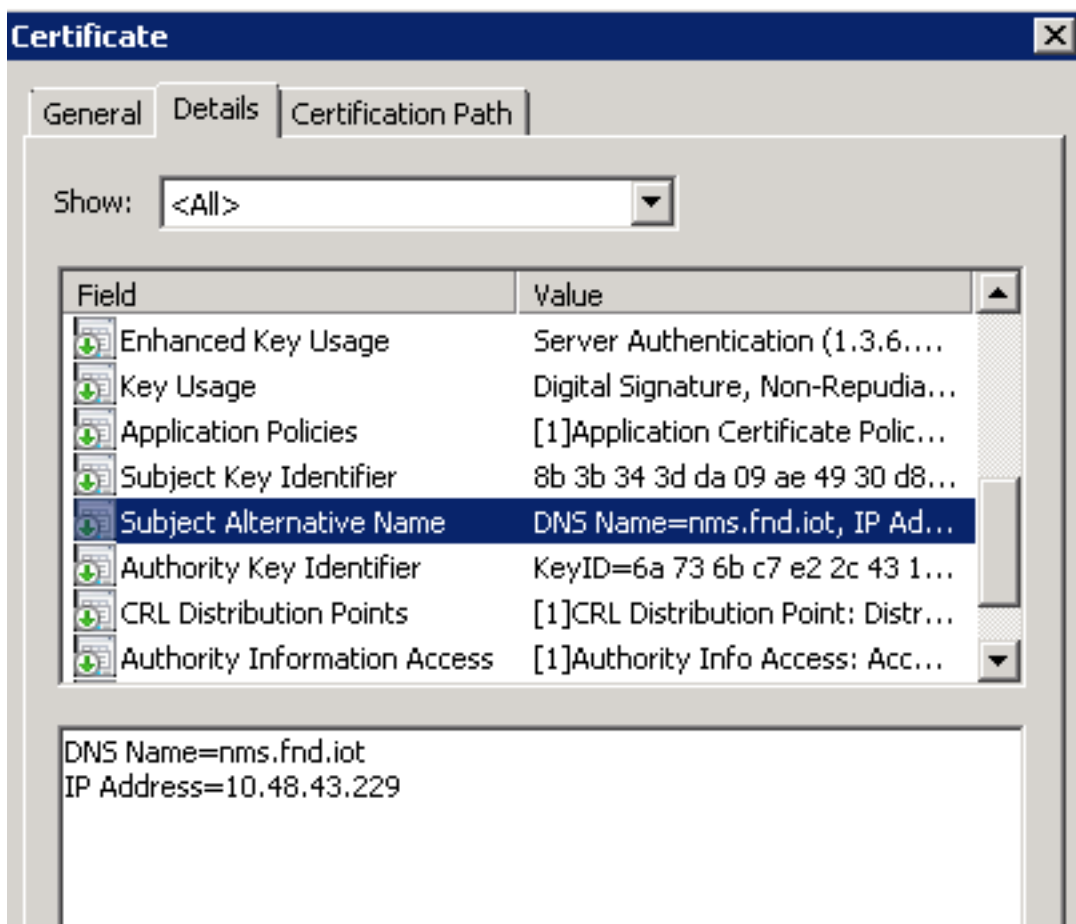 Certificate
General Details Certification Path
Show: <All>
Field Value
Enhanced Key Usage Server Authentication (1.3.6....
Key Usage Digital Signature, Non-Repudia...
Application Policies [1]Application Certificate Polic...
Subject Key Identifier 8b 3b 34 3d da 09 ae 49 30 d8...
Subject Alternative Name DNS Name=nms.fnd.iot, IP Ad...
Authority Key Identifier KeyID=6a 73 6b c7 e2 2c 43 1...
CRL Distribution Points [1]CRL Distribution Point: Distr...
Authority Information Access [1]Authority Info Access: Acc...
DNS Name=nms.fnd.iot
IP Address=10.48.43.229